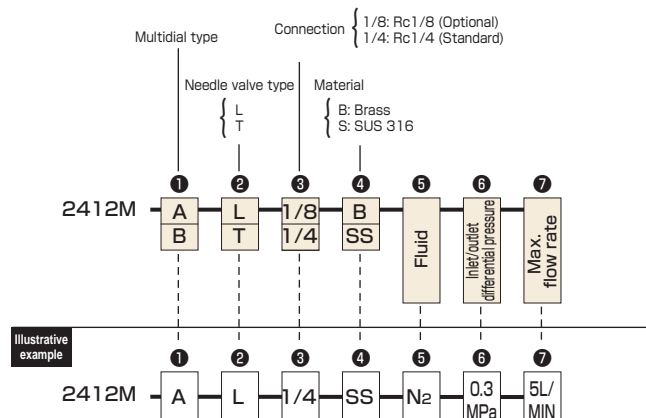 Multidial type
Connection
1/8: Rc1/8 (Optional)
1/4: Rc1/4 (Standard)
Needle valve type
L
T
Material
B: Brass
S: SUS 316
❶ ❷ ❸ ❹ ❺ ❻ ❼
2412M A L 1/8 B
B T 1/4 SS
Fluid
Inlet/outlet
differential pressure
Max.
flow rate
Illustrative
example
❶ ❷ ❸ ❹ ❺ ❻ ❼
2412M A L 1/4 SS N2 0.3 5L/
MPa MIN